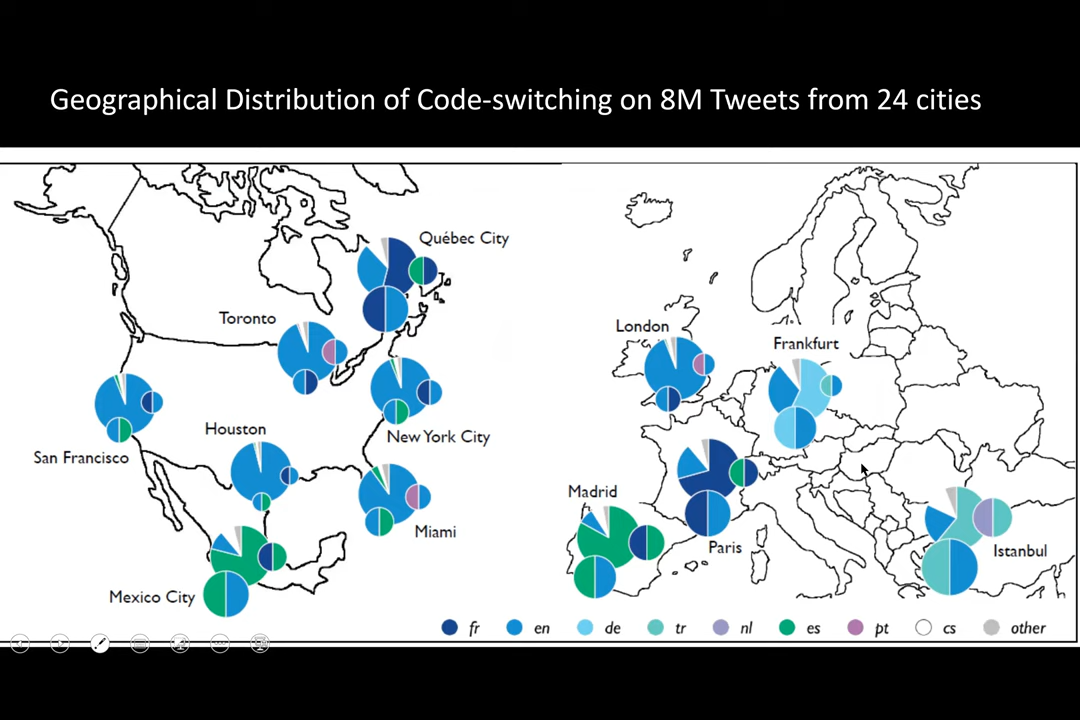 Geographical Distribution of Code-switching on 8M Tweets from 24 cities
Québec City
Toronto
San Francisco
Houston
New York City
Miami
Mexico City
London
Frankfurt
Madrid
Paris
Istanbul
fr en de tr nl es pt cs other